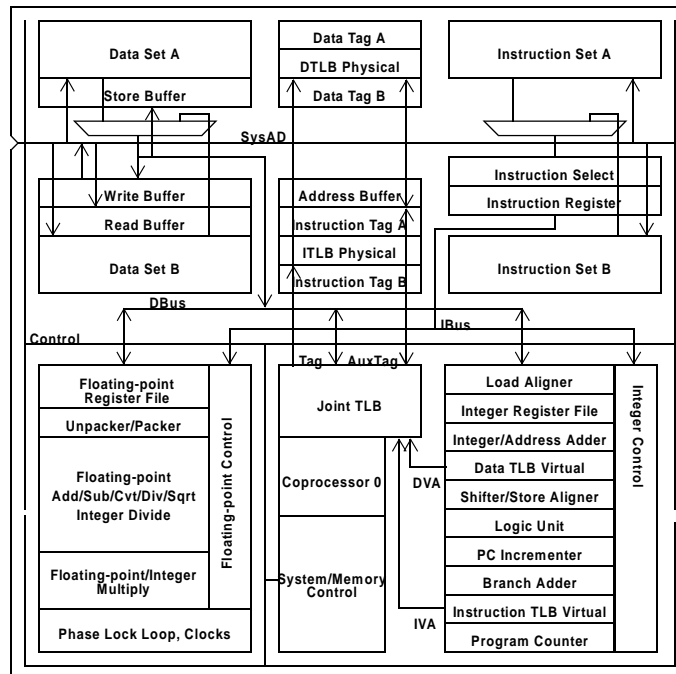 Data Set A
Store Buffer
Data Tag A
DTLB Physical
Data Tag B
Instruction Set A
SysAD
Write Buffer
Read Buffer
Data Set B
Address Buffer
Instruction Tag A
ITLB Physical
Instruction Tag B
Instruction Select
Instruction Register
Instruction Set B
DBus
IBus
Control
Tag
AuxTag
Floating-point
Register File
Unpacker/Packer
Floating-point
Add/Sub/Cvt/Div/Sqrt
Integer Divide
Floating-point/Integer
Multiply
Phase Lock Loop, Clocks
Floating-point Control
Joint TLB
Coprocessor 0
System/Memory
Control
DVA
IVA
Load Aligner
Integer Register File
Integer/Address Adder
Data TLB Virtual
Shifter/Store Aligner
Logic Unit
PC Incrementer
Branch Adder
Instruction TLB Virtual
Program Counter
Integer Control